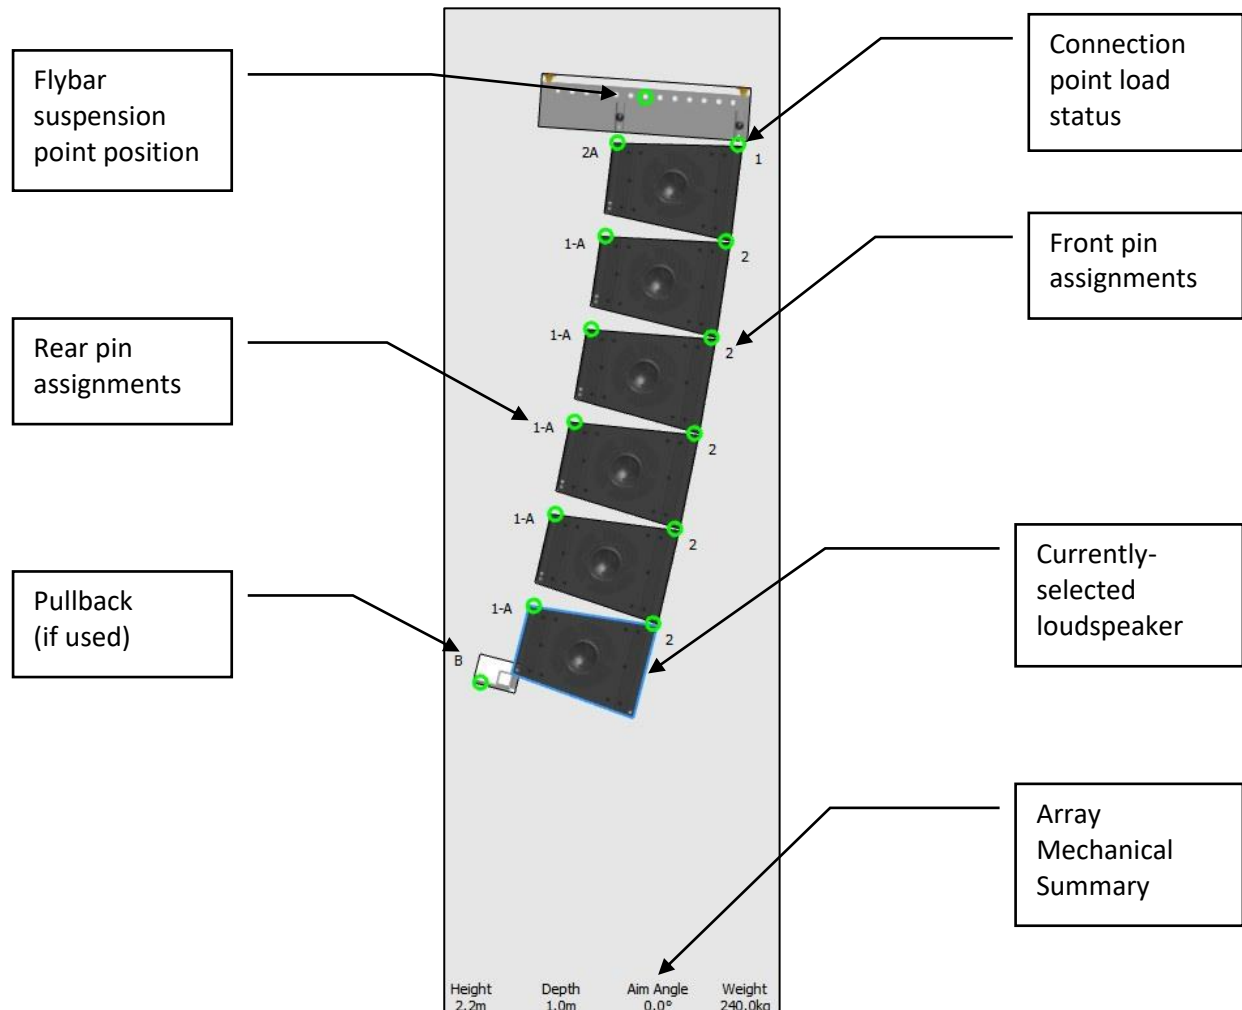 Flybar
suspension
point position
Connection
point load
status
2A
1
1-A
2
Front pin
assignments
Rear pin
assignments
1-A
2
1-A
2
1-A
2
Currently-
selected
loudspeaker
Pullback
(if used)
1-A
2
B
Array
Mechanical
Summary
Height Depth Aim Angle Weight
2.2m 1.0m 0.0° 240.0kg